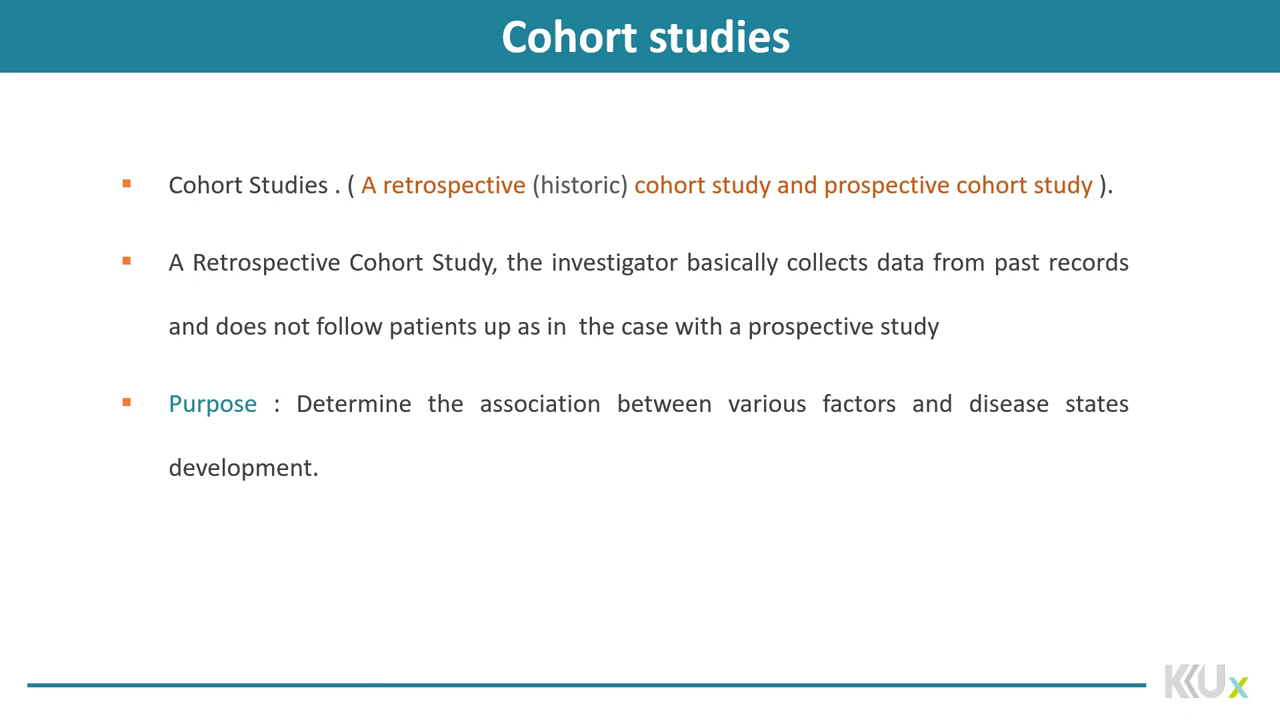 Cohort studies
Cohort Studies . ( A retrospective (historic) cohort study and prospective cohort study ).
A Retrospective Cohort Study, the investigator basically collects data from past records
and does not follow patients up as in the case with a prospective study
Purpose : Determine the association between various factors and disease states
development.
KKUx